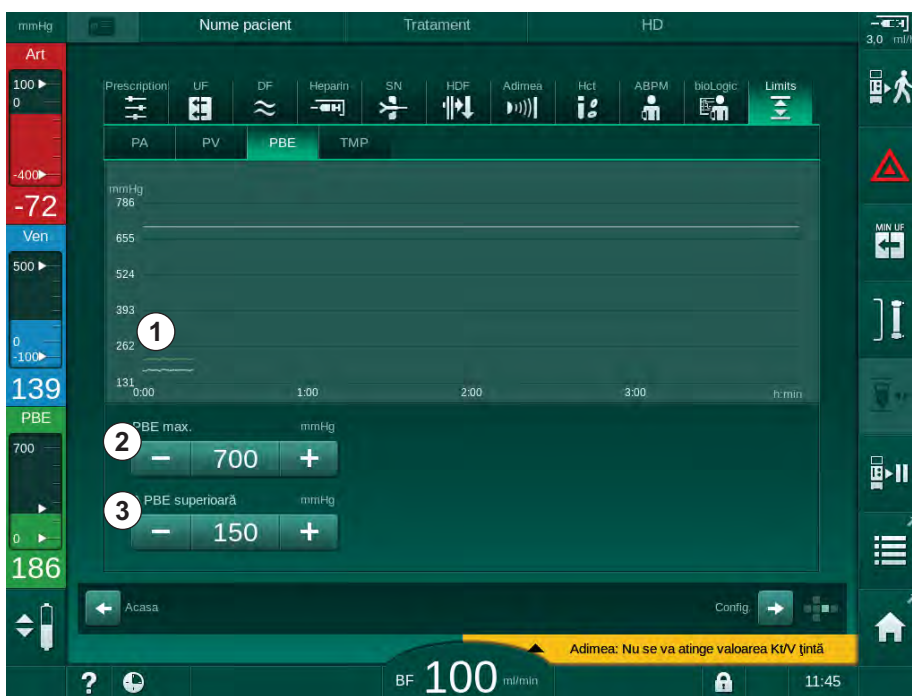 mmHg Nume pacient Tratament HD
3,0 ml/h
Art
100
0
-400
-72
Ven
500
0
-100
139
PBE
700
0
186
Prescription UF DF Heparin SN HDF Adimea Hct ABPM bioLogic Limits
PA PV PBE TMP
mmHg
786
655
524
393
262
131
0:00 1:00 2:00 3:00 h:min
1
2
PBE max. mmHg
− 700 +
3
PBE superioară mmHg
− 150 +
MIN UF
Acasa Config.
Adimea: Nu se va atinge valoarea Kt/V ţintă
? BF 100 ml/min 11:45